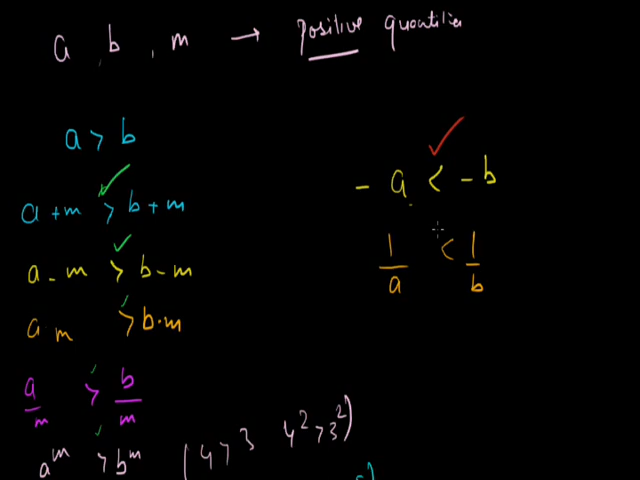 a, b, m → Positive quantities
a > b
a + m > b + m
a - m > b - m
a m > b·m
a/m > b/m
a^m > b^m (4 > 3 4^2 > 3^2)
- a < - b
1/a < 1/b